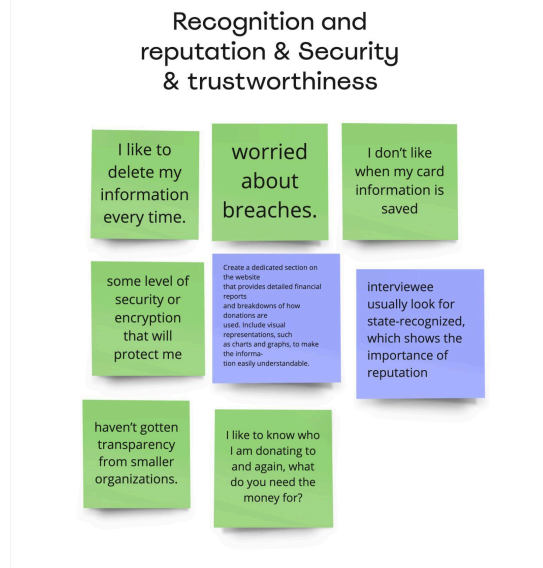 Recognition and
reputation & Security
& trustworthiness
I like to
delete my
information
every time.
worried
about
breaches.
I don't like
when my card
information is
saved
some level of
security or
encryption
that will
protect me
Create a dedicated section on
the website
that provides detailed financial
reports
and breakdowns of how
donations are
used. Include visual
representations, such
as charts and graphs, to make
the informa-
tion easily understandable.
interviewee
usually look for
state-recognized,
which shows the
importance of
reputation
haven't gotten
transparency
from smaller
organizations.
I like to know who
I am donating to
and again, what
do you need the
money for?